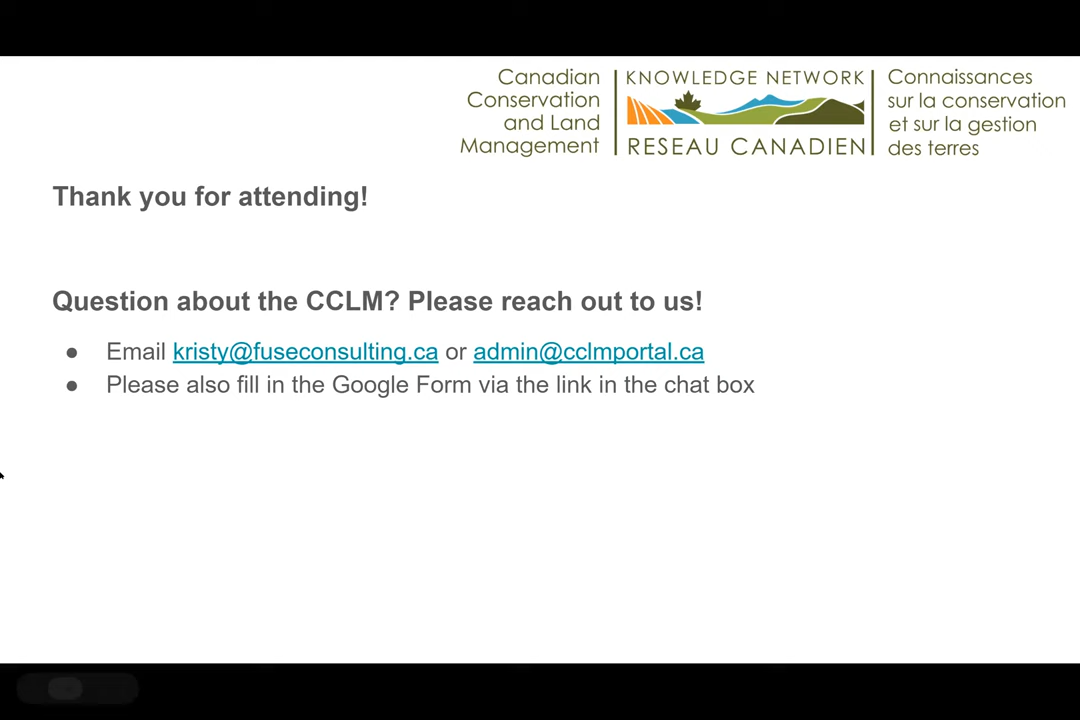 Canadian
Conservation
and Land
Management
KNOWLEDGE NETWORK
RESEAU CANADIEN
Connaissances
sur la conservation
et sur la gestion
des terres
Thank you for attending!
Question about the CCLM? Please reach out to us!
● Email kristy@fuseconsulting.ca or admin@cclmportal.ca
● Please also fill in the Google Form via the link in the chat box